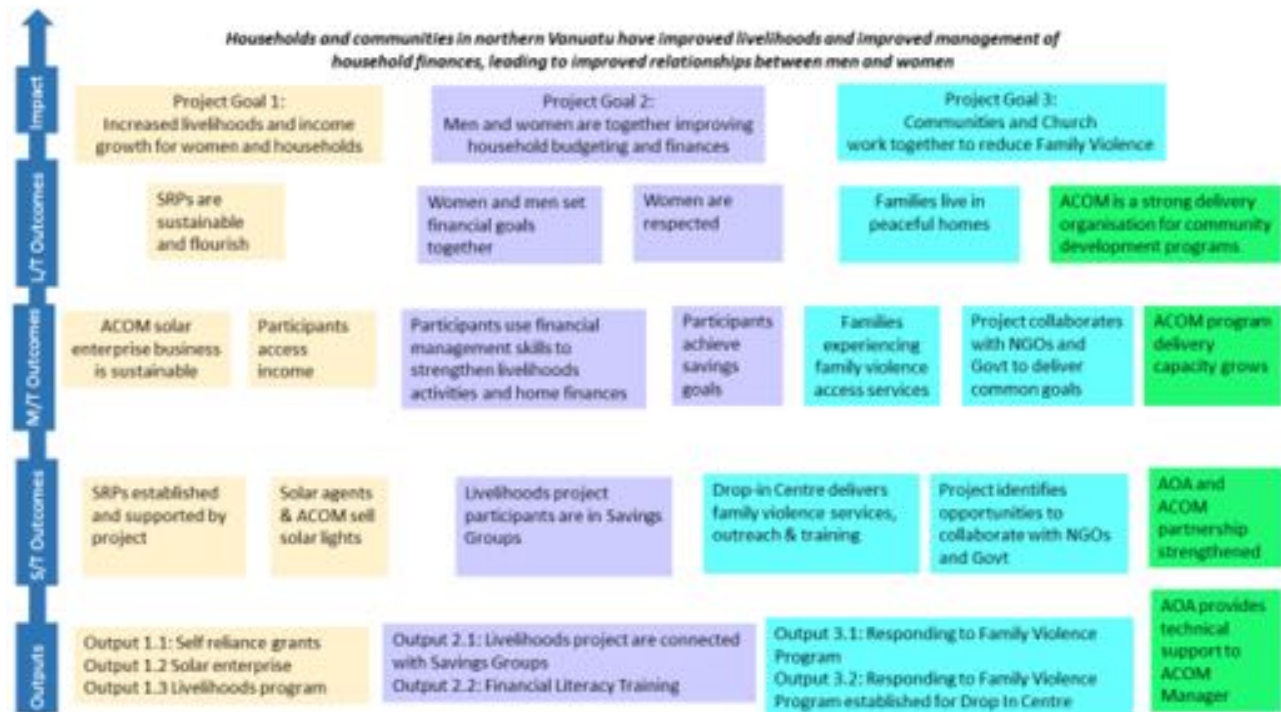 Households and communities in northern Vanuatu have improved livelihoods and improved management of
household finances, leading to improved relationships between men and women
Impact
Project Goal 1:
Increased livelihoods and income
growth for women and households
Project Goal 2:
Men and women are together improving
household budgeting and finances
Project Goal 3:
Communities and Church
work together to reduce Family Violence
L/T Outcomes
SRPs are
sustainable
and flourish
Women and men set
financial goals
together
Women are
respected
Families live in
peaceful homes
ACOM is a strong delivery
organisation for community
development programs
M/T Outcomes
ACOM solar
enterprise business
is sustainable
Participants
access
income
Participants use financial
management skills to
strengthen livelihoods
activities and home finances
Participants
achieve
savings
goals
Families
experiencing
family violence
access services
Project collaborates
with NGOs and
Govt to deliver
common goals
ACOM program
delivery
capacity grows
S/T Outcomes
SRPs established
and supported by
project
Solar agents
& ACOM sell
solar lights
Livelihoods project
participants are in Savings
Groups
Drop-in Centre delivers
family violence services,
outreach & training
Project identifies
opportunities to
collaborate with NGOs
and Govt
AOA and
ACOM
partnership
strengthened
Outputs
Output 1.1: Self reliance grants
Output 1.2 Solar enterprise
Output 1.3 Livelihoods program
Output 2.1: Livelihoods project are connected
with Savings Groups
Output 2.2: Financial Literacy Training
Output 3.1: Responding to Family Violence
Program
Output 3.2: Responding to Family Violence
Program established for Drop In Centre
AOA provides
technical
support to
ACOM
Manager